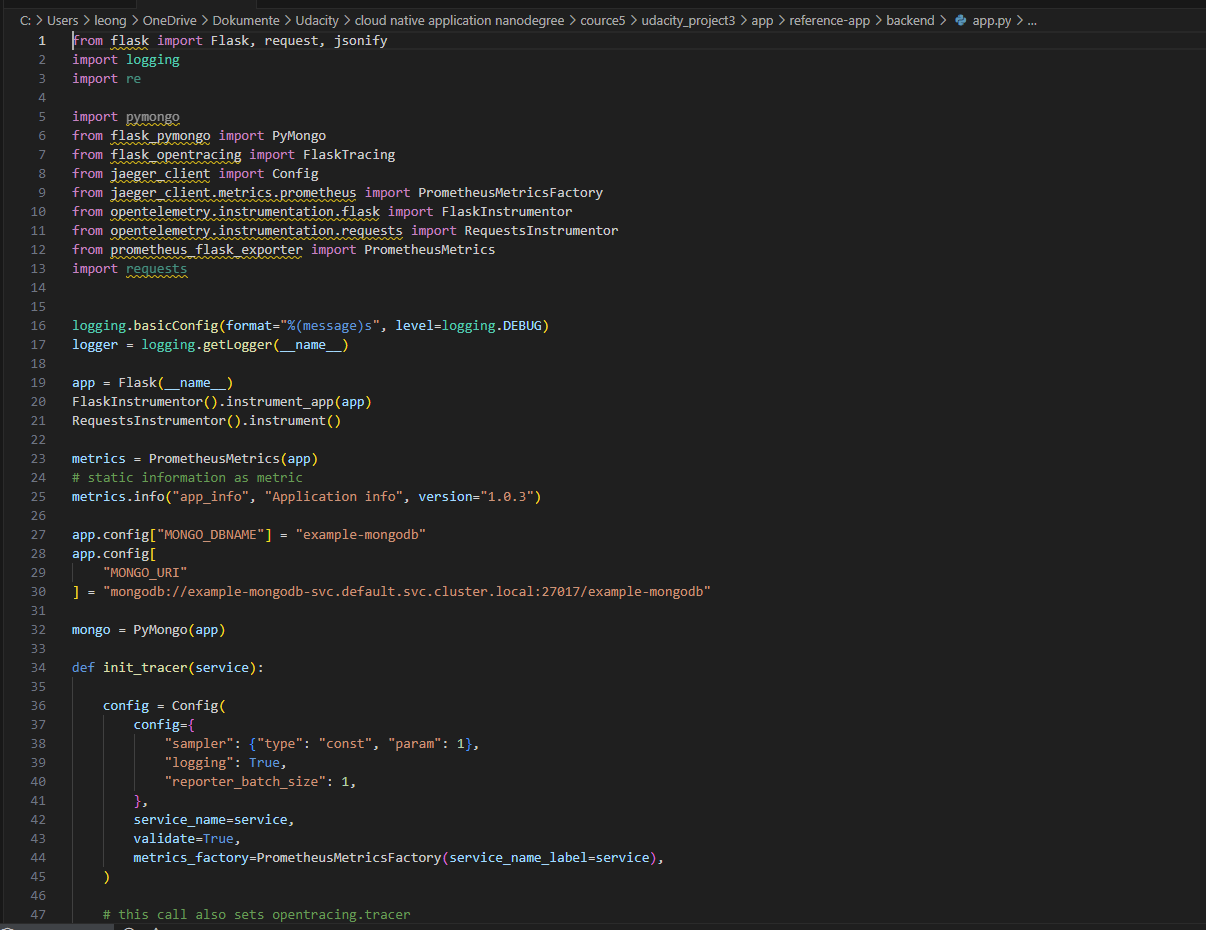 C: > Users > leong > OneDrive > Dokumente > Udacity > cloud native application nanodegree > cource5 > udacity_project3 > app > reference-app > backend > app.py > ...
1 from flask import Flask, request, jsonify
2 import logging
3 import re
4
5 import pymongo
6 from flask_pymongo import PyMongo
7 from flask_opentracing import FlaskTracing
8 from jaeger_client import Config
9 from jaeger_client.metrics.prometheus import PrometheusMetricsFactory
10 from opentelemetry.instrumentation.flask import FlaskInstrumentor
11 from opentelemetry.instrumentation.requests import RequestsInstrumentor
12 from prometheus_flask_exporter import PrometheusMetrics
13 import requests
14
15
16 logging.basicConfig(format="%(message)s", level=logging.DEBUG)
17 logger = logging.getLogger(__name__)
18
19 app = Flask(__name__)
20 FlaskInstrumentor().instrument_app(app)
21 RequestsInstrumentor().instrument()
22
23 metrics = PrometheusMetrics(app)
24 # static information as metric
25 metrics.info("app_info", "Application info", version="1.0.3")
26
27 app.config["MONGO_DBNAME"] = "example-mongodb"
28 app.config[
29     "MONGO_URI"
30 ] = "mongodb://example-mongodb-svc.default.svc.cluster.local:27017/example-mongodb"
31
32 mongo = PyMongo(app)
33
34 def init_tracer(service):
35
36     config = Config(
37         config={
38             "sampler": {"type": "const", "param": 1},
39             "logging": True,
40             "reporter_batch_size": 1,
41         },
42         service_name=service,
43         validate=True,
44         metrics_factory=PrometheusMetricsFactory(service_name_label=service),
45     )
46
47     # this call also sets opentracing.tracer